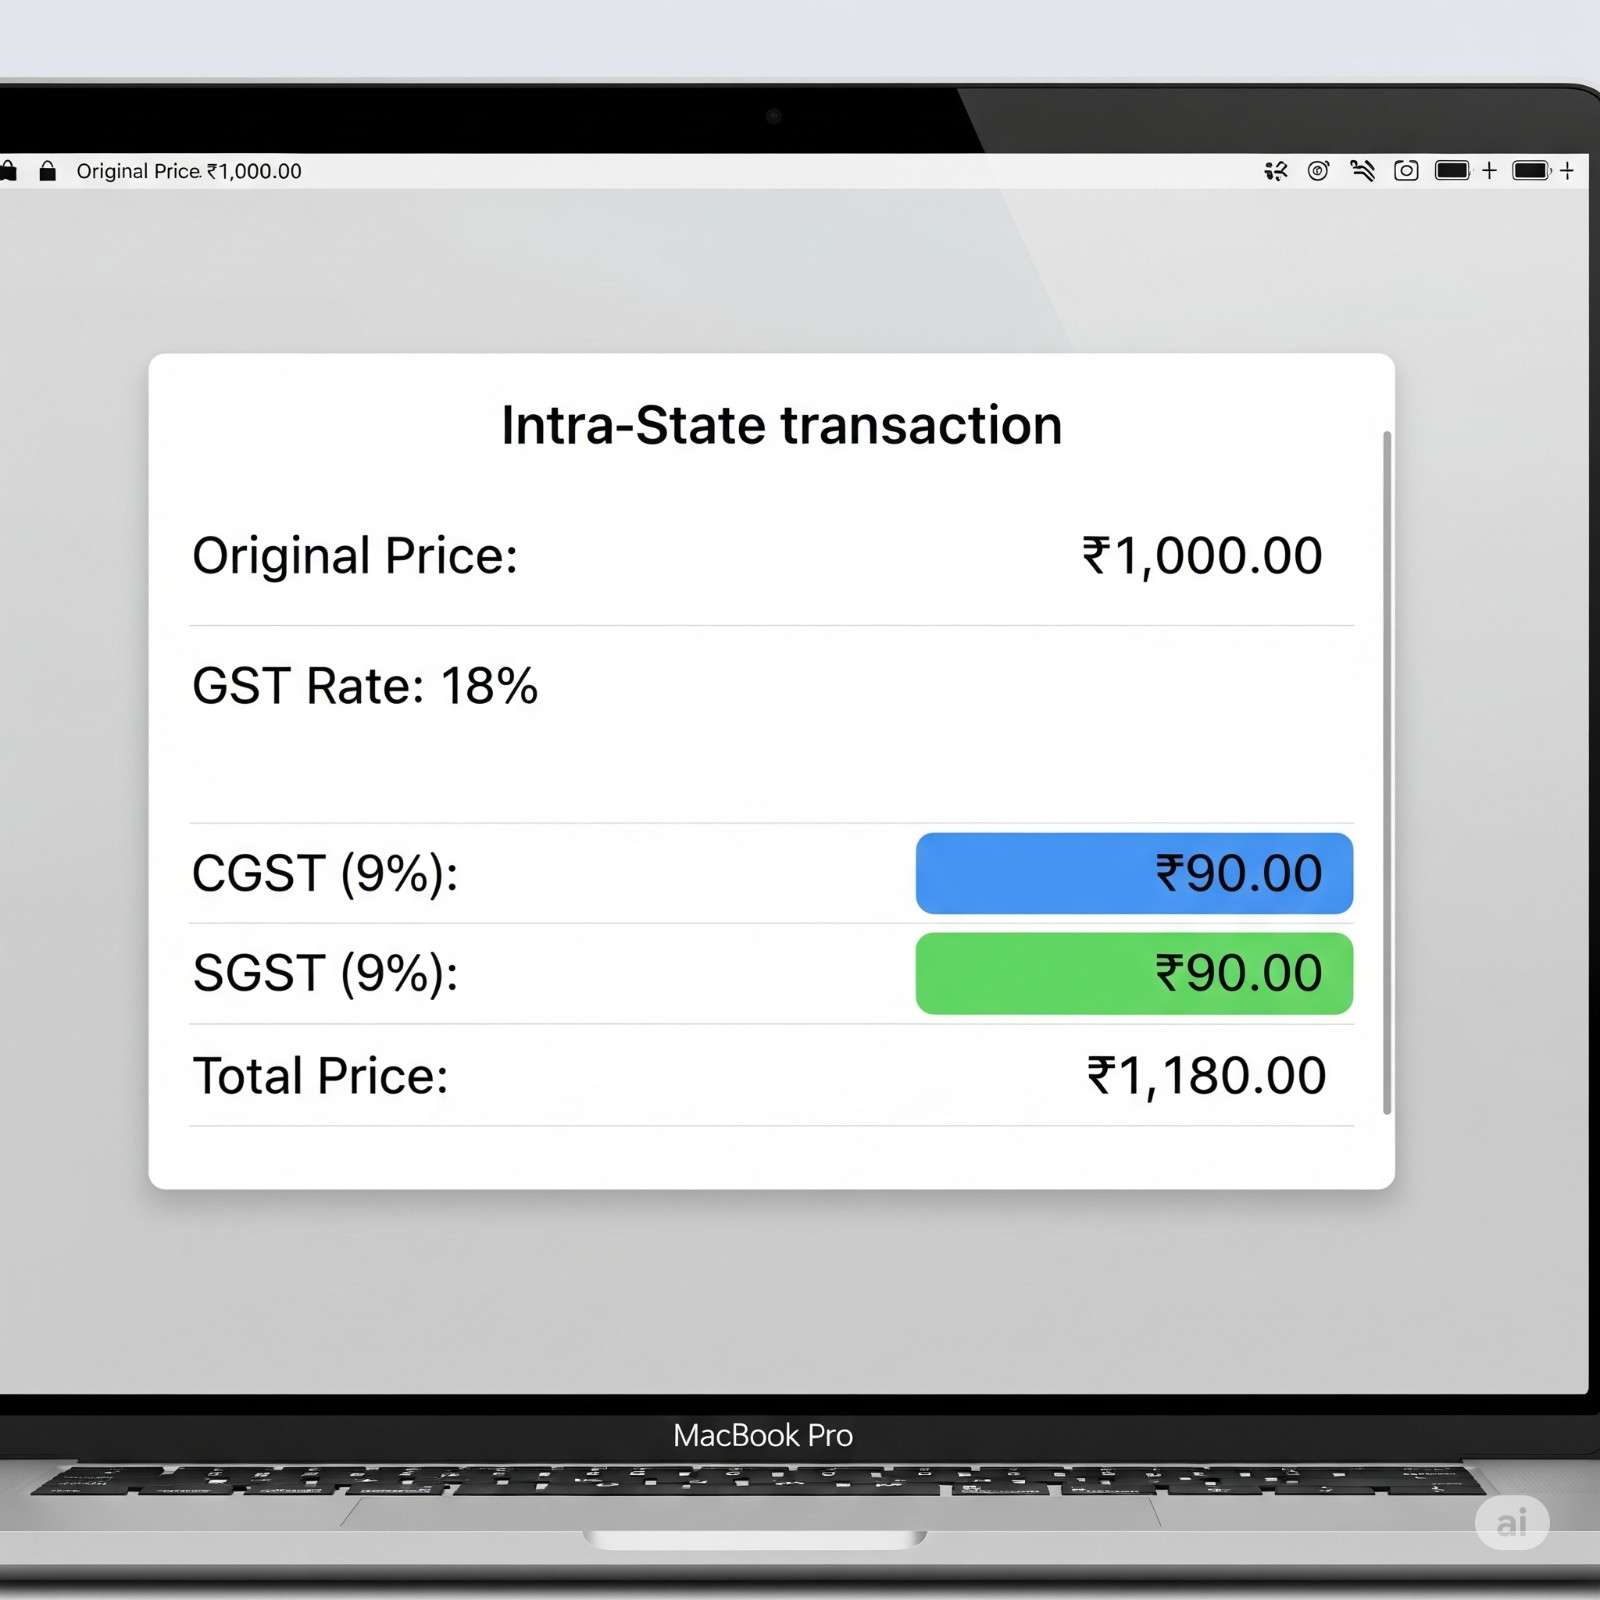 Original Price. ₹1,000.00
Intra-State transaction
Original Price: ₹1,000.00
GST Rate: 18%
CGST (9%): ₹90.00
SGST (9%): ₹90.00
Total Price: ₹1,180.00
MacBook Pro
ai